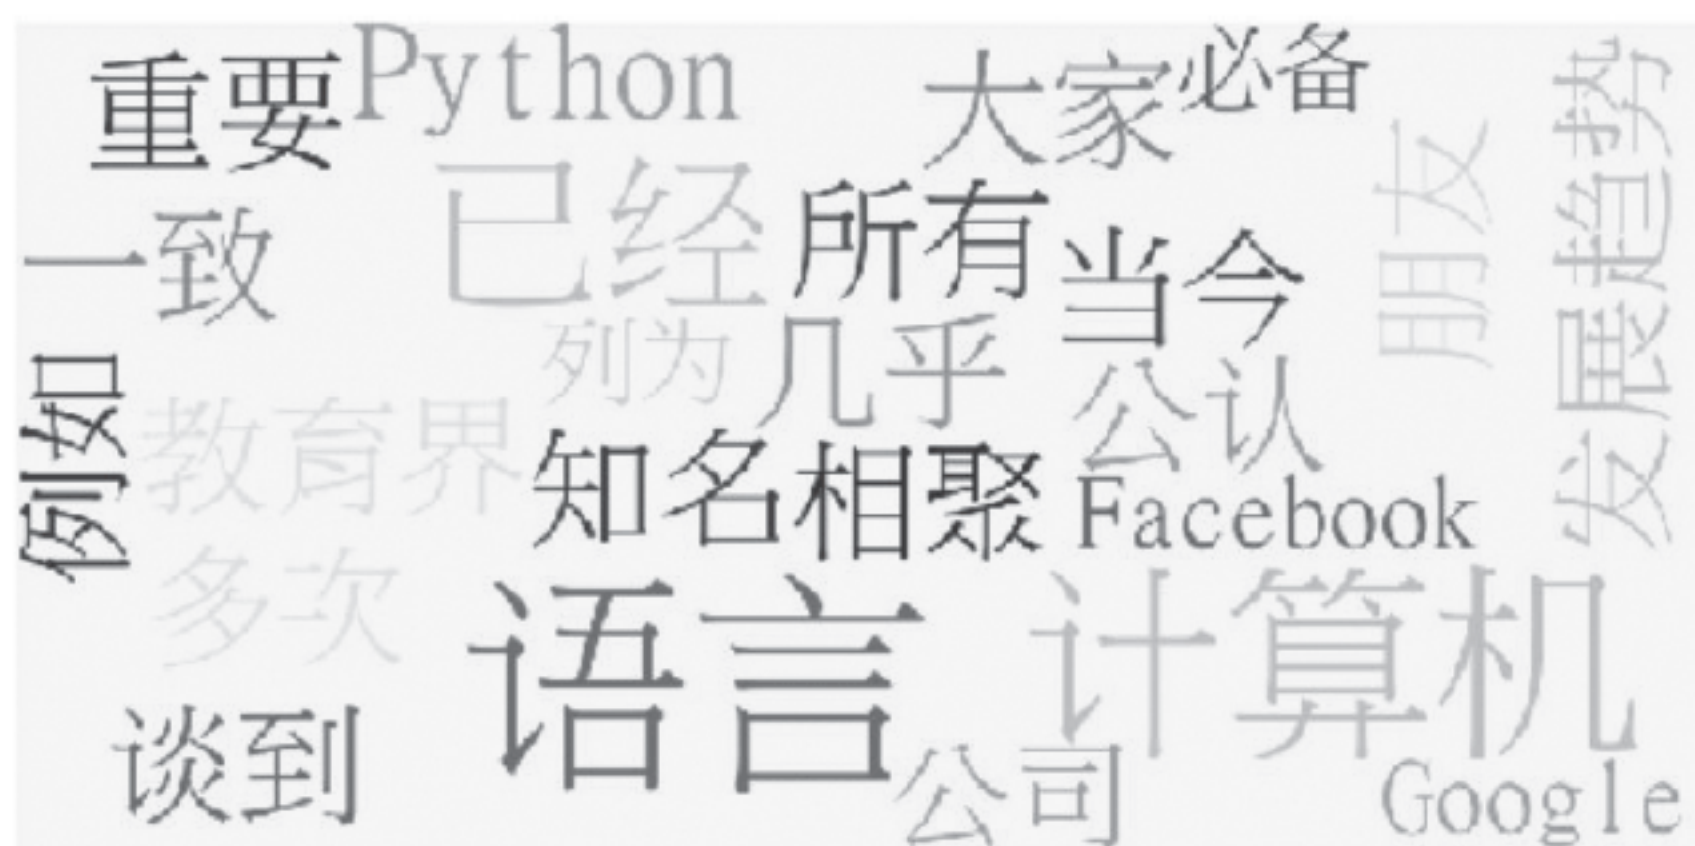 重要
Python
大家
必备
发展趋势
朋友
已经
一致
所有
当今
列为
几乎
例如
公认
教育界
知名
相聚
Facebook
多次
语言
计算机
谈到
公司
Google